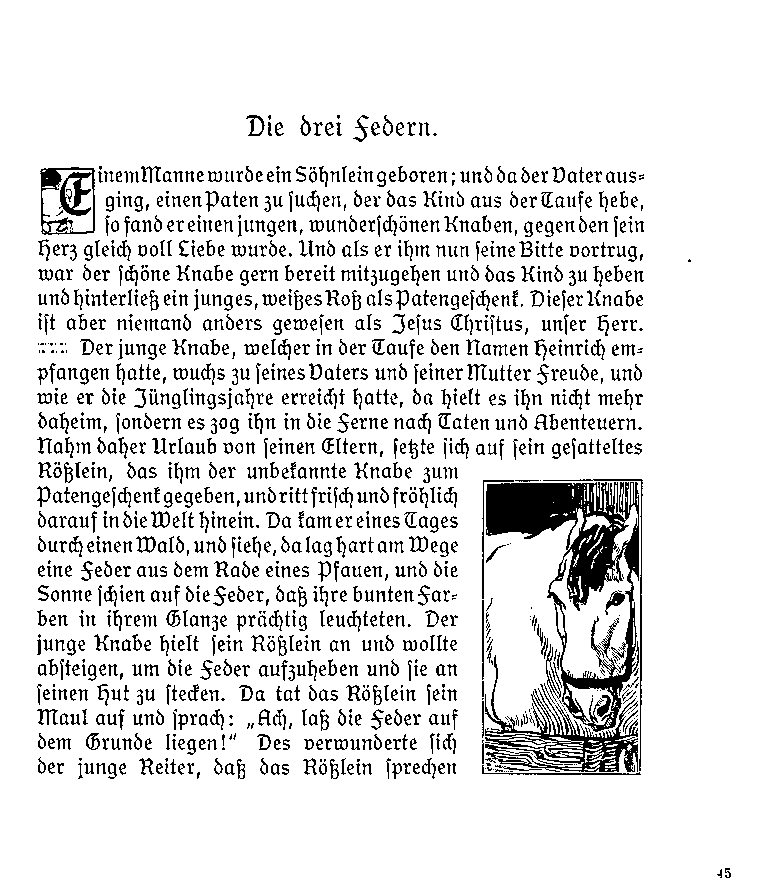 Die drei Federn.
Einem Manne wurde ein Söhnlein geboren; und da der Vater aus-
ging, einen Paten zu suchen, der das Kind aus der Taufe hebe,
so fand er einen jungen, wunderschönen Knaben, gegen den sein
Herz gleich voll Liebe wurde. Und als er ihm nun seine Bitte vortrug,
war der schöne Knabe gern bereit mitzugehen und das Kind zu heben
und hinterließ ein junges, weißes Roß als Patengeschenk. Dieser Knabe
ist aber niemand anders gewesen als Jesus Christus, unser Herr.
Der junge Knabe, welcher in der Taufe den Namen Heinrich em-
pfangen hatte, wuchs zu seines Vaters und seiner Mutter Freude, und
wie er die Jünglingsjahre erreicht hatte, da hielt es ihn nicht mehr
daheim, sondern es zog ihn in die Ferne nach Taten und Abenteuern.
Nahm daher Urlaub von seinen Eltern, setzte sich auf sein gesatteltes
Rößlein, das ihm der unbekannte Knabe zum
Patengeschenk gegeben, und ritt frisch und fröhlich
darauf in die Welt hinein. Da kam er eines Tages
durch einen Wald, und siehe, da lag hart am Wege
eine Feder aus dem Rade eines Pfauen, und die
Sonne schien auf die Feder, daß ihre bunten Far-
ben in ihrem Glanze prächtig leuchteten. Der
junge Knabe hielt sein Rößlein an und wollte
absteigen, um die Feder aufzuheben und sie an
seinen Hut zu stecken. Da tat das Rößlein sein
Maul auf und sprach: „Ach, laß die Feder auf
dem Grunde liegen!" Des verwunderte sich
der junge Reiter, daß das Rößlein sprechen
45